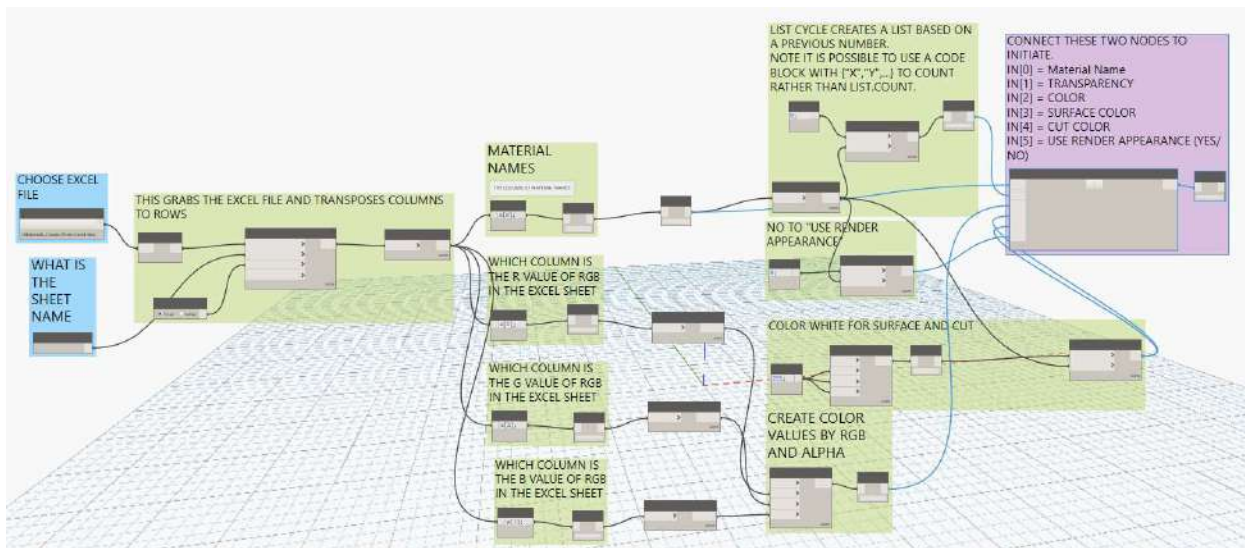 CHOOSE EXCEL
FILE
WHAT IS
THE
SHEET
NAME
THIS GRABS THE EXCEL FILE AND TRANSPOSES COLUMNS
TO ROWS
MATERIAL
NAMES
WHICH COLUMN IS
THE R VALUE OF RGB
IN THE EXCEL SHEET
WHICH COLUMN IS
THE G VALUE OF RGB
IN THE EXCEL SHEET
WHICH COLUMN IS
THE B VALUE OF RGB
IN THE EXCEL SHEET
LIST CYCLE CREATES A LIST BASED ON
A PREVIOUS NUMBER.
NOTE IT IS POSSIBLE TO USE A CODE
BLOCK WITH {"X","Y",..} TO COUNT
RATHER THAN LIST.COUNT.
NO TO "USE RENDER
APPEARANCE"
COLOR WHITE FOR SURFACE AND CUT
CREATE COLOR
VALUES BY RGB
AND ALPHA
CONNECT THESE TWO NODES TO
INITIATE.
IN[0] = Material Name
IN[1] = TRANSPARENCY
IN[2] = COLOR
IN[3] = SURFACE COLOR
IN[4] = CUT COLOR
IN[5] = USE RENDER APPEARANCE (YES/
NO)